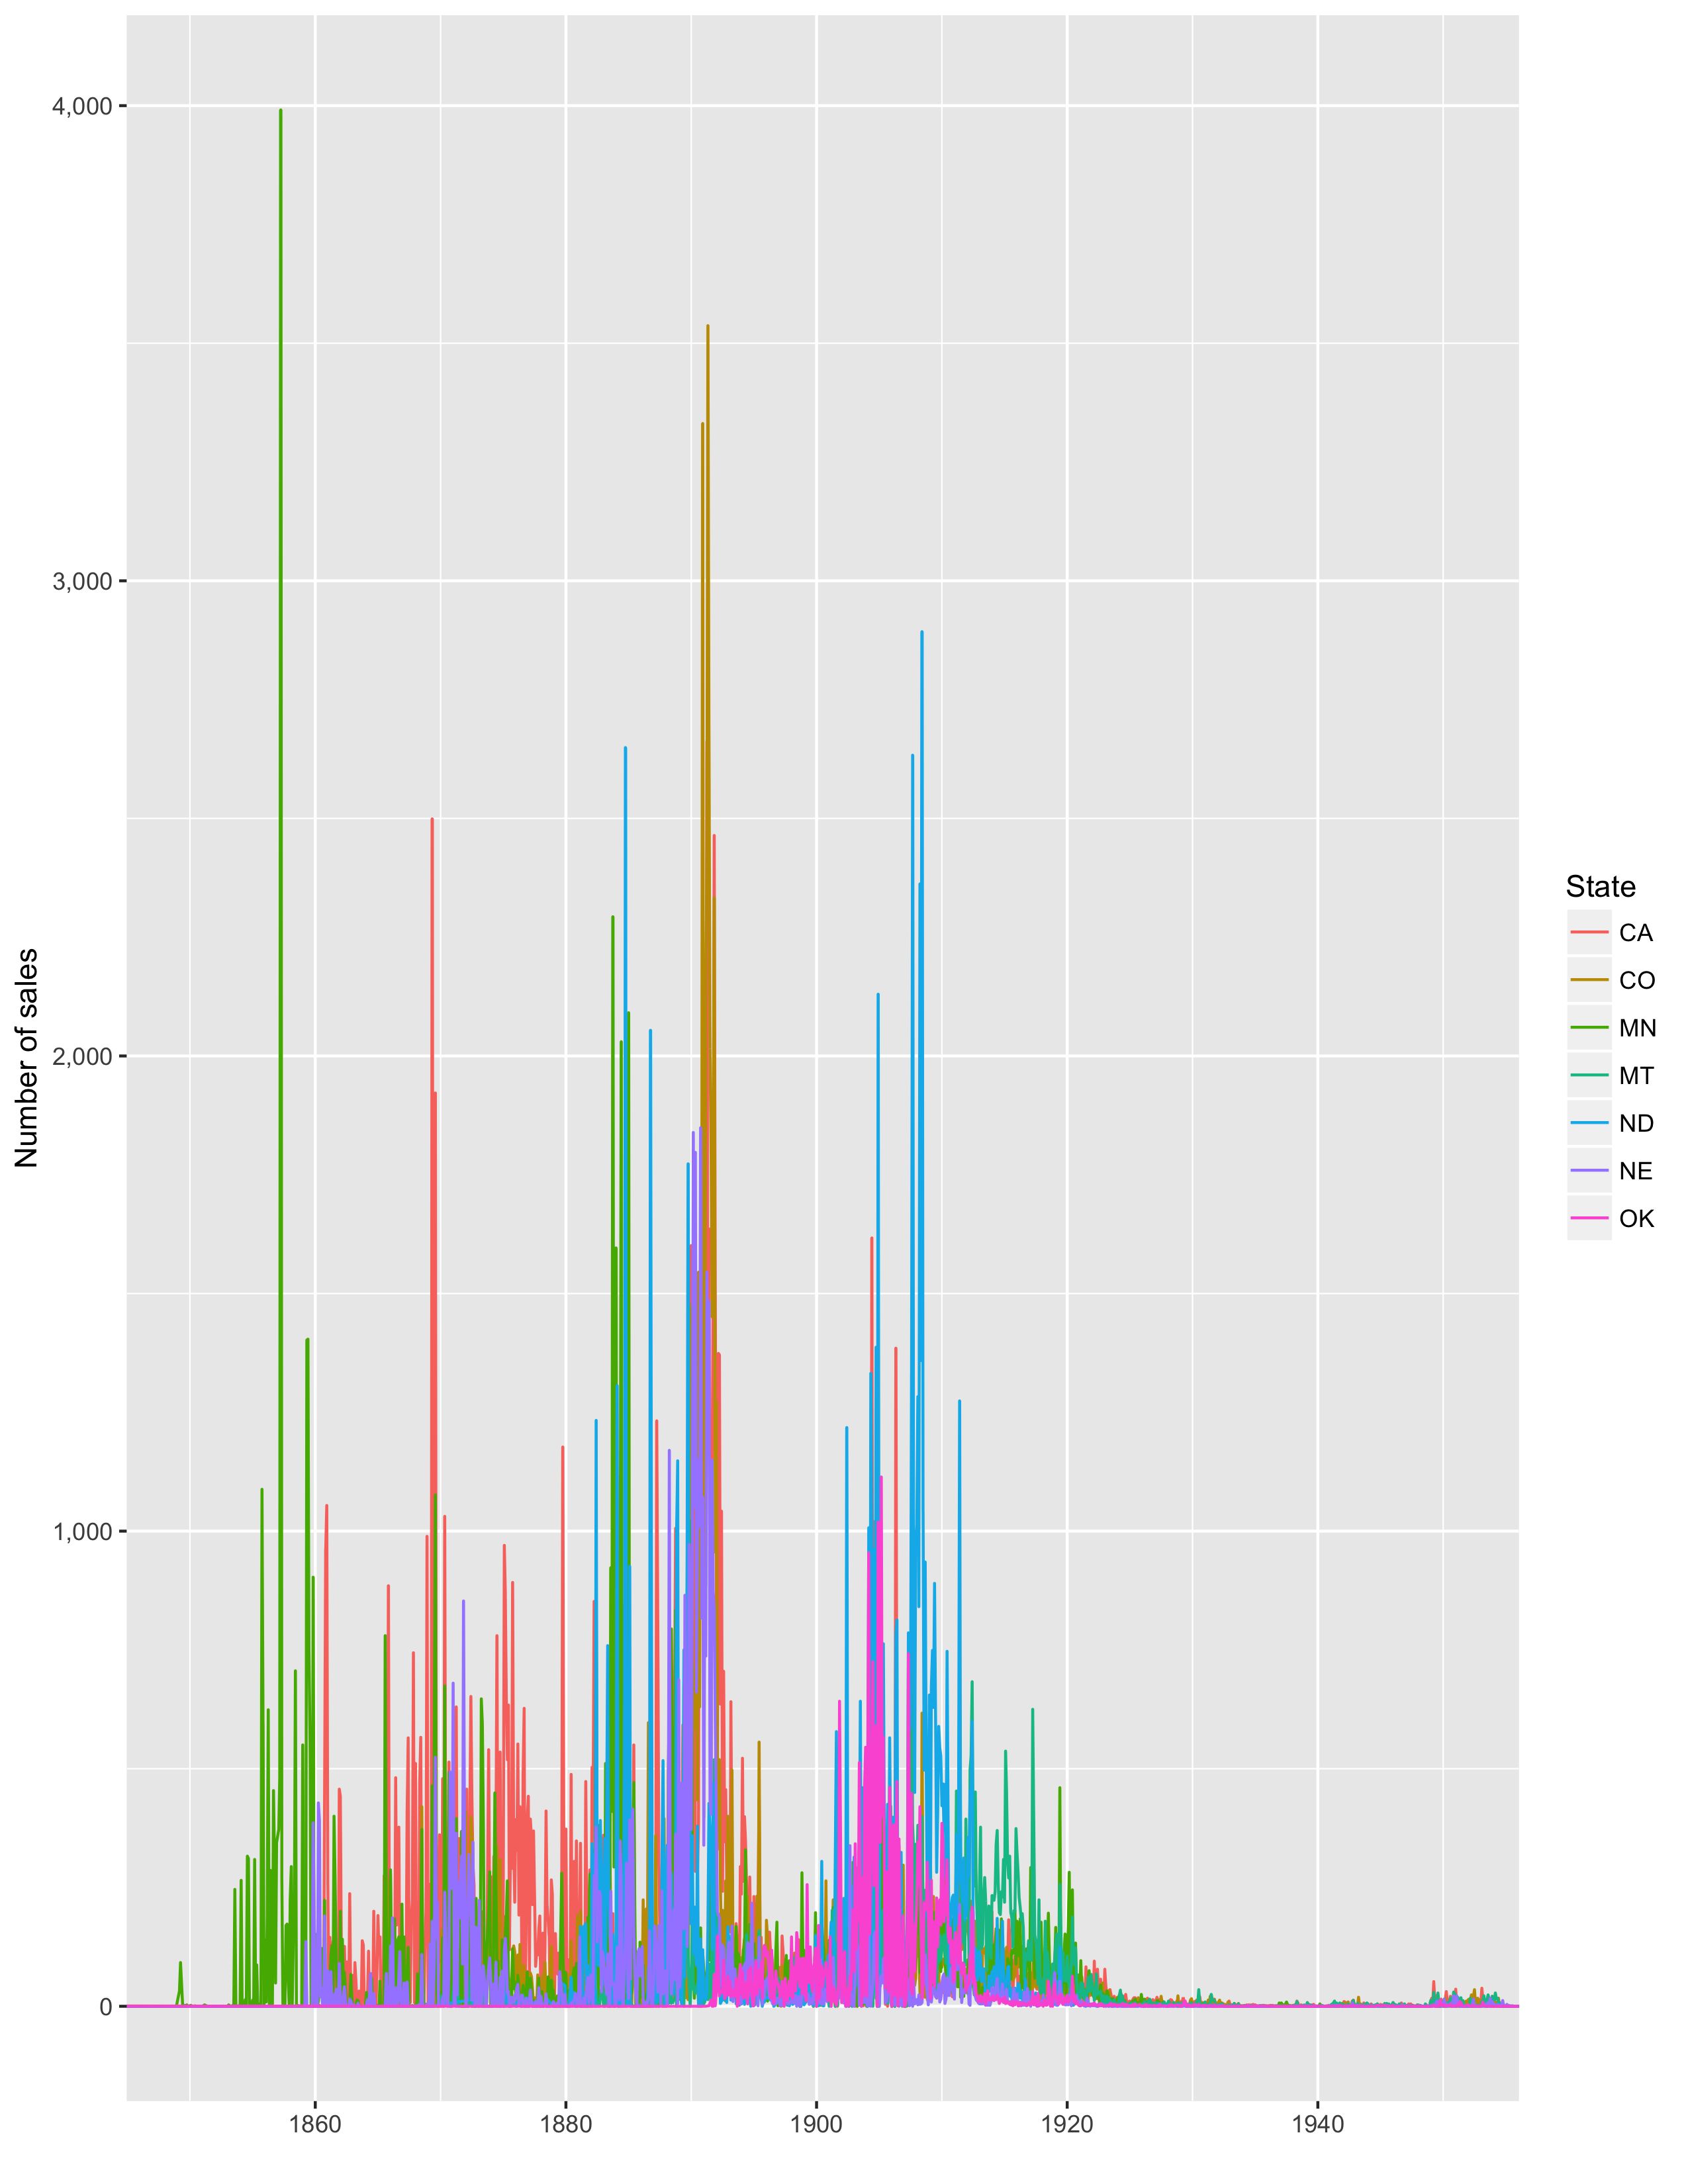 Number of sales
4,000
3,000
2,000
1,000
0
1860
1880
1900
1920
1940
State
CA
CO
MN
MT
ND
NE
OK